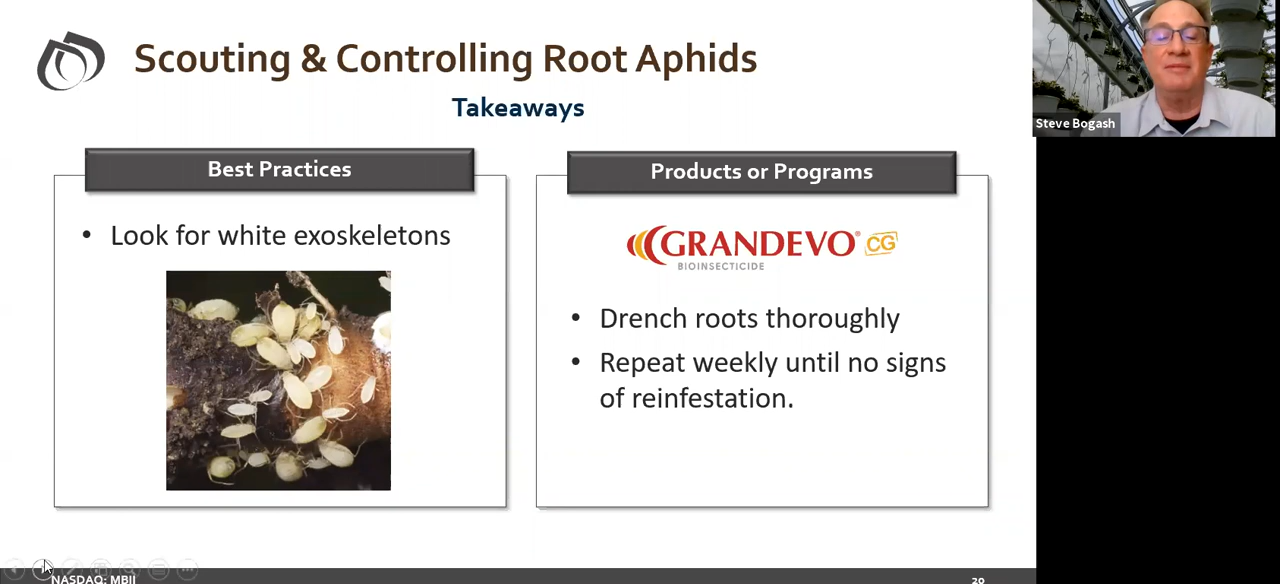 Scouting & Controlling Root Aphids
Takeaways
Best Practices
• Look for white exoskeletons
Products or Programs
GRANDEVO® CG
BIOINSECTICIDE
• Drench roots thoroughly
• Repeat weekly until no signs
of reinfestation.
Steve Bogash
NASDAQ: MBII
20